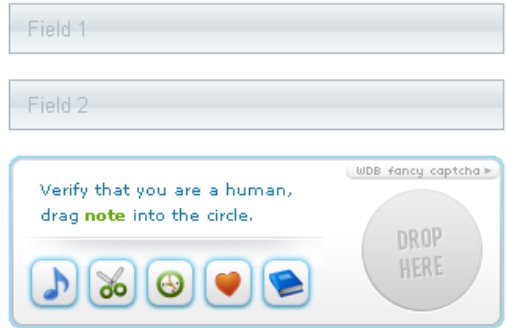 Field 1
Field 2
WDB fancy captcha
Verify that you are a human,
drag note into the circle.
DROP
HERE